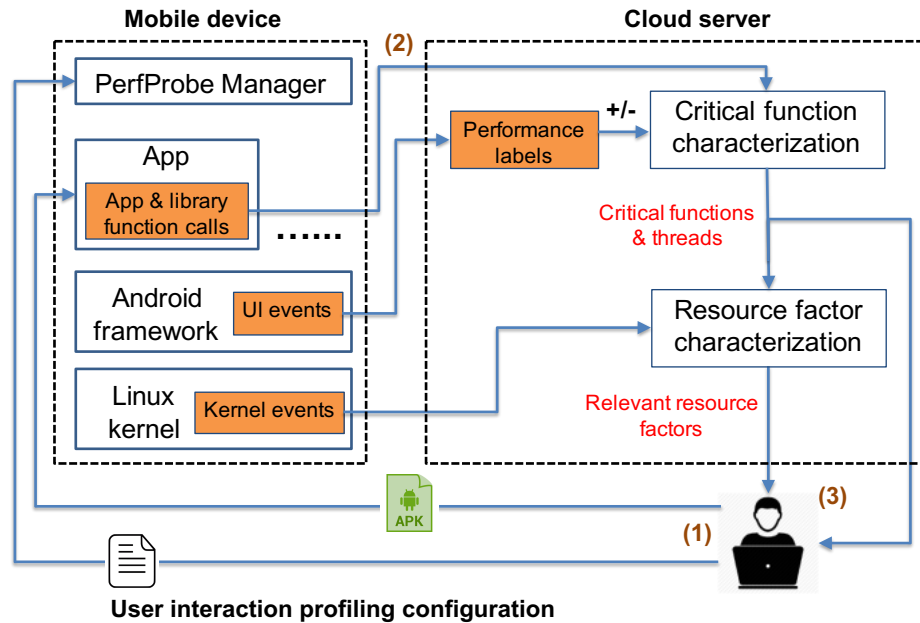 Mobile device
Cloud server
(2)
PerfProbe Manager
App
App & library
function calls
......
Android
framework
UI events
Linux
kernel
Kernel events
Performance
labels
+/-
Critical function
characterization
Critical functions
& threads
Resource factor
characterization
Relevant resource
factors
APK
(1)
(3)
User interaction profiling configuration